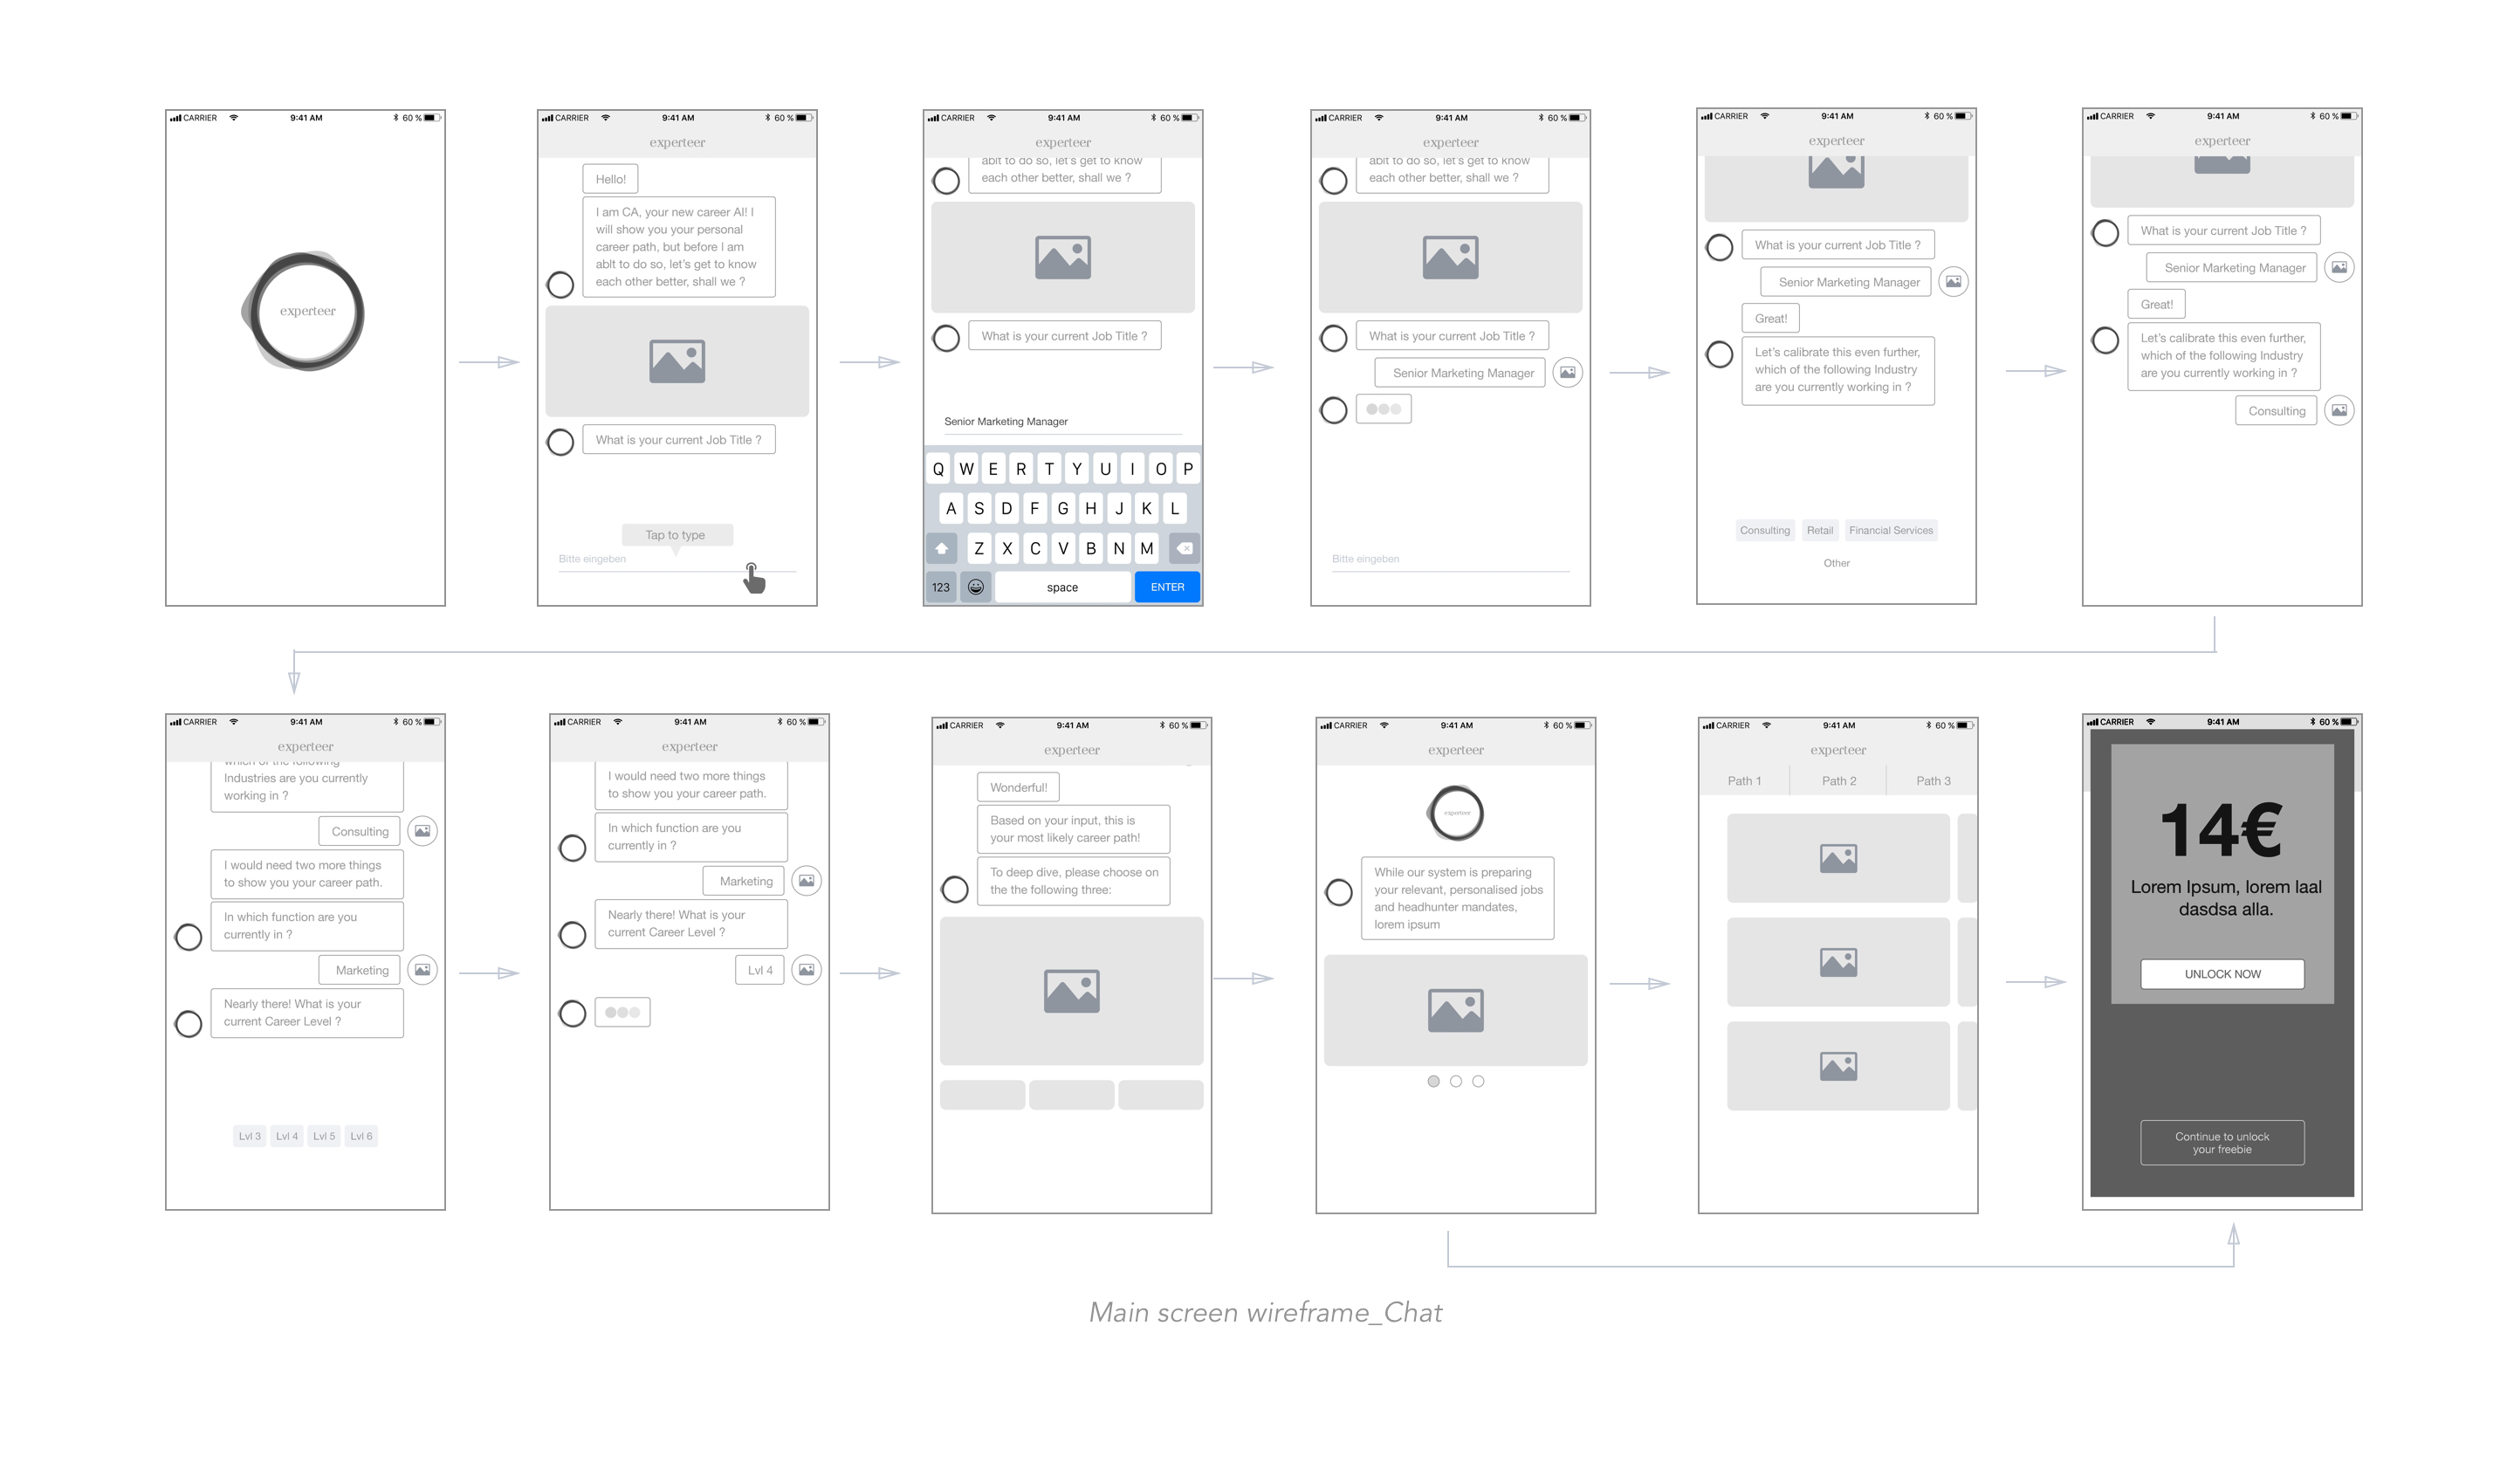 CARRIER 9:41 AM 60 %
experteer
CARRIER 9:41 AM 60 %
experteer
Hello!
I am CA, your new career AI! I
will show you your personal
career path, but before I am
ablt to do so, let's get to know
each other better, shall we ?
What is your current Job Title ?
Tap to type
Bitte eingeben
CARRIER 9:41 AM 60 %
experteer
ablt to do so, let's get to know
each other better, shall we ?
What is your current Job Title ?
Senior Marketing Manager
Q W E R T Y U I O P
A S D F G H J K L
Z X C V B N M
123 space ENTER
CARRIER 9:41 AM 60 %
experteer
ablt to do so, let's get to know
each other better, shall we ?
What is your current Job Title ?
Senior Marketing Manager
Bitte eingeben
CARRIER 9:41 AM 60 %
experteer
What is your current Job Title ?
Senior Marketing Manager
Great!
Let's calibrate this even further,
which of the following Industry
are you currently working in ?
Consulting Retail Financial Services
Other
CARRIER 9:41 AM 60 %
experteer
What is your current Job Title ?
Senior Marketing Manager
Great!
Let's calibrate this even further,
which of the following Industry
are you currently working in ?
Consulting
CARRIER 9:41 AM 60 %
experteer
which of the following
Industries are you currently
working in ?
Consulting
I would need two more things
to show you your career path.
In which function are you
currently in ?
Marketing
Nearly there! What is your
current Career Level ?
Lvl 3 Lvl 4 Lvl 5 Lvl 6
CARRIER 9:41 AM 60 %
experteer
I would need two more things
to show you your career path.
In which function are you
currently in ?
Marketing
Nearly there! What is your
current Career Level ?
Lvl 4
CARRIER 9:41 AM 60 %
experteer
Wonderful!
Based on your input, this is
your most likely career path!
To deep dive, please choose on
the the following three:
CARRIER 9:41 AM 60 %
experteer
experteer
While our system is preparing
your relevant, personalised jobs
and headhunter mandates,
lorem ipsum
CARRIER 9:41 AM 60 %
experteer
Path 1 Path 2 Path 3
CARRIER 9:41 AM 60 %
14€
Lorem Ipsum, lorem laal
dasdsa alla.
UNLOCK NOW
Continue to unlock
your freebie
Main screen wireframe_Chat